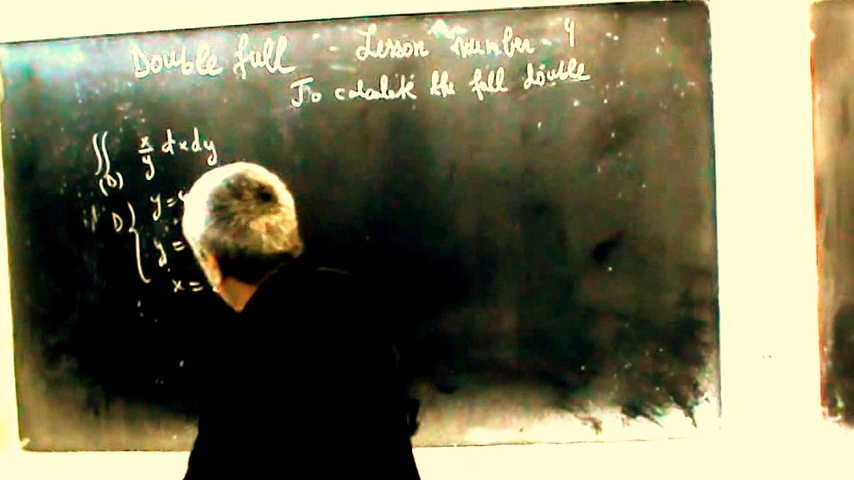 Double full - Lesson number - 4
To calculate the full double
∬ x/y dxdy
(D)
D { y=
y=
x=